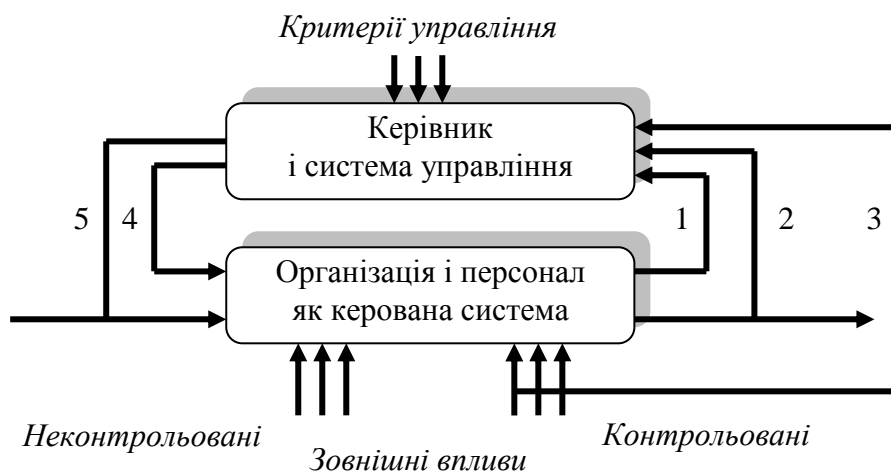 Критерії управління
Керівник
і система управління
5 4 1 2 3
Організація і персонал
як керована система
Неконтрольовані
Контрольовані
Зовнішні впливи